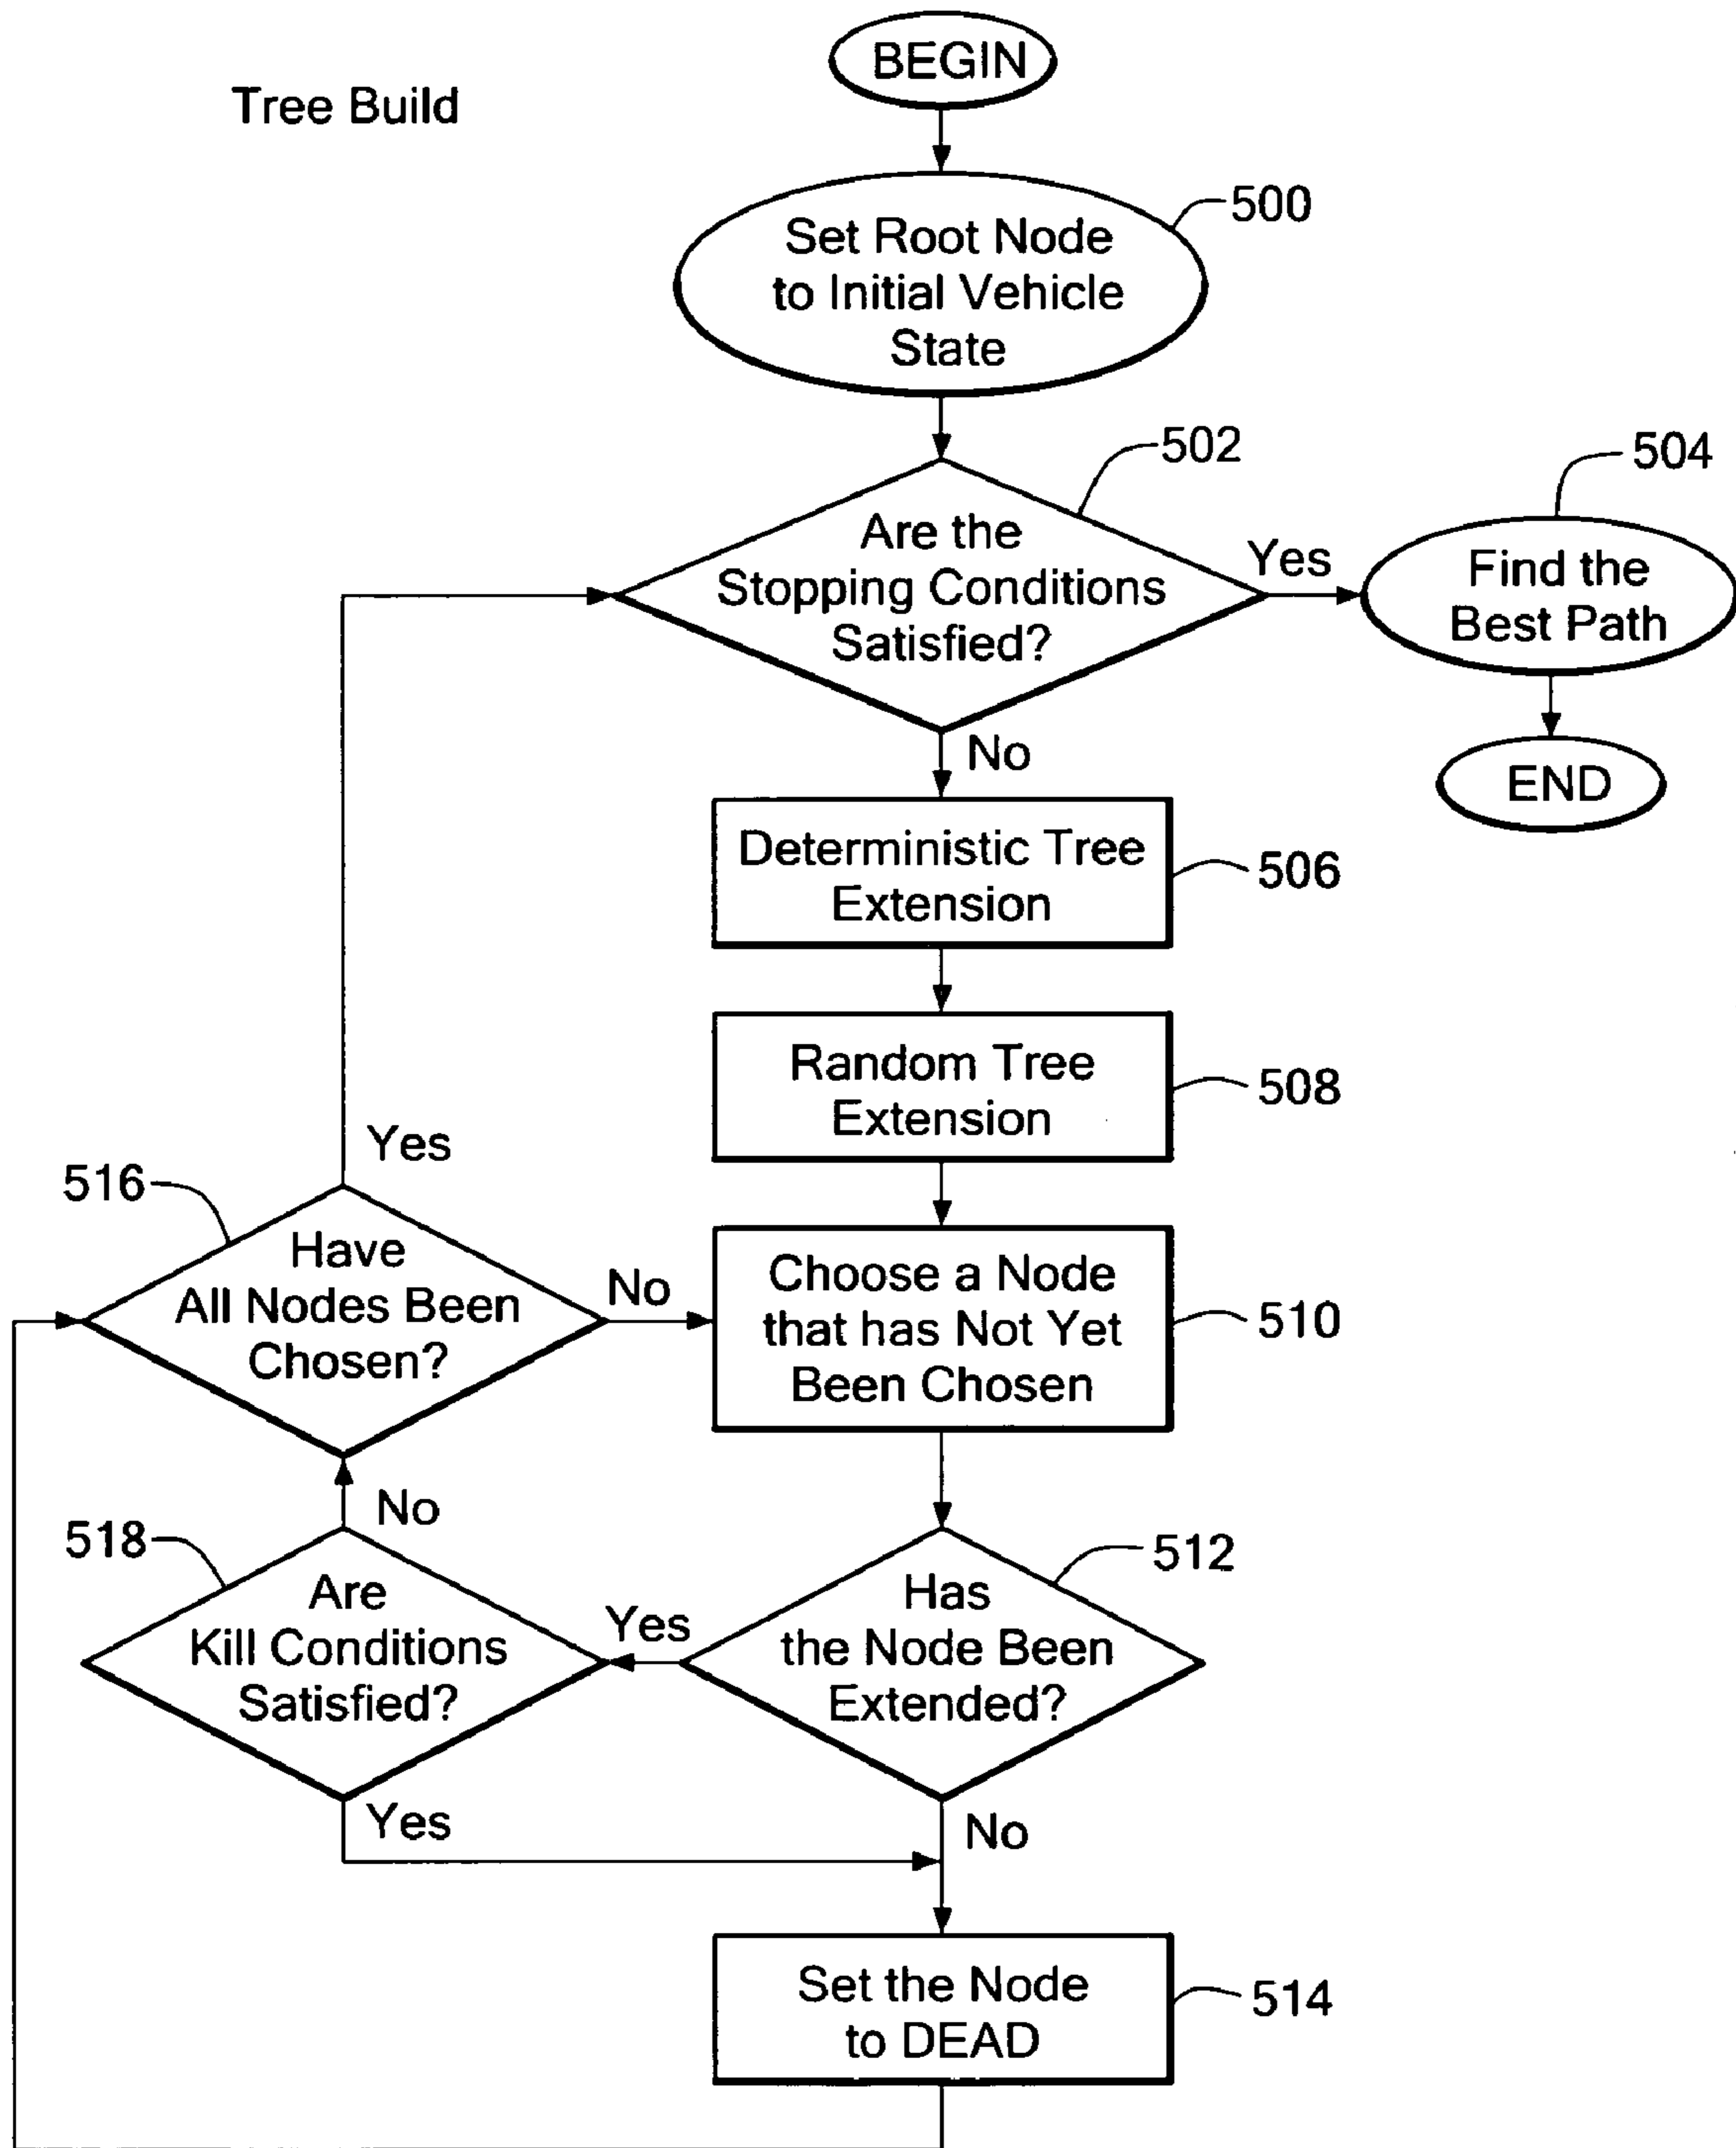 BEGIN
Tree Build
500
Set Root Node
to Initial Vehicle
State
502
504
Are the
Stopping Conditions
Satisfied?
Yes
Find the
Best Path
No
END
Deterministic Tree
Extension
506
Random Tree
Extension
508
Yes
516
Have
All Nodes Been
Chosen?
No
Choose a Node
that has Not Yet
Been Chosen
510
No
518
Are
Kill Conditions
Satisfied?
Yes
512
Has
the Node Been
Extended?
Yes
No
Set the Node
to DEAD
514